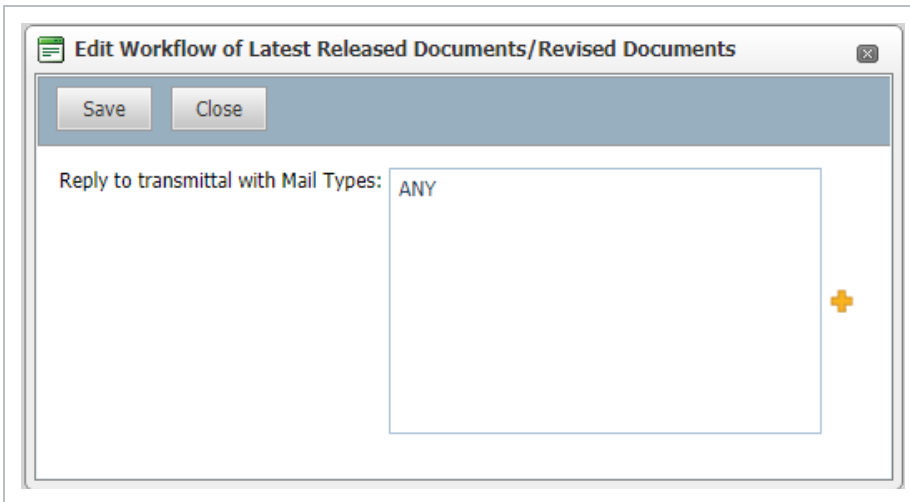 Edit Workflow of Latest Released Documents/Revised Documents
Save Close
Reply to transmittal with Mail Types: ANY